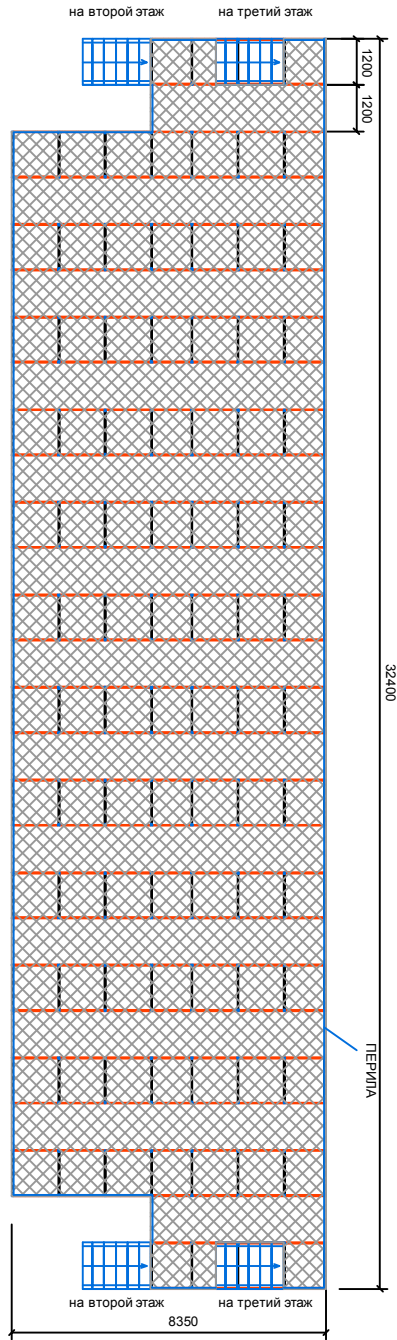 на второй этаж
на третий этаж
1200
1200
32400
ПЕРИЛА
на второй этаж
на третий этаж
8350